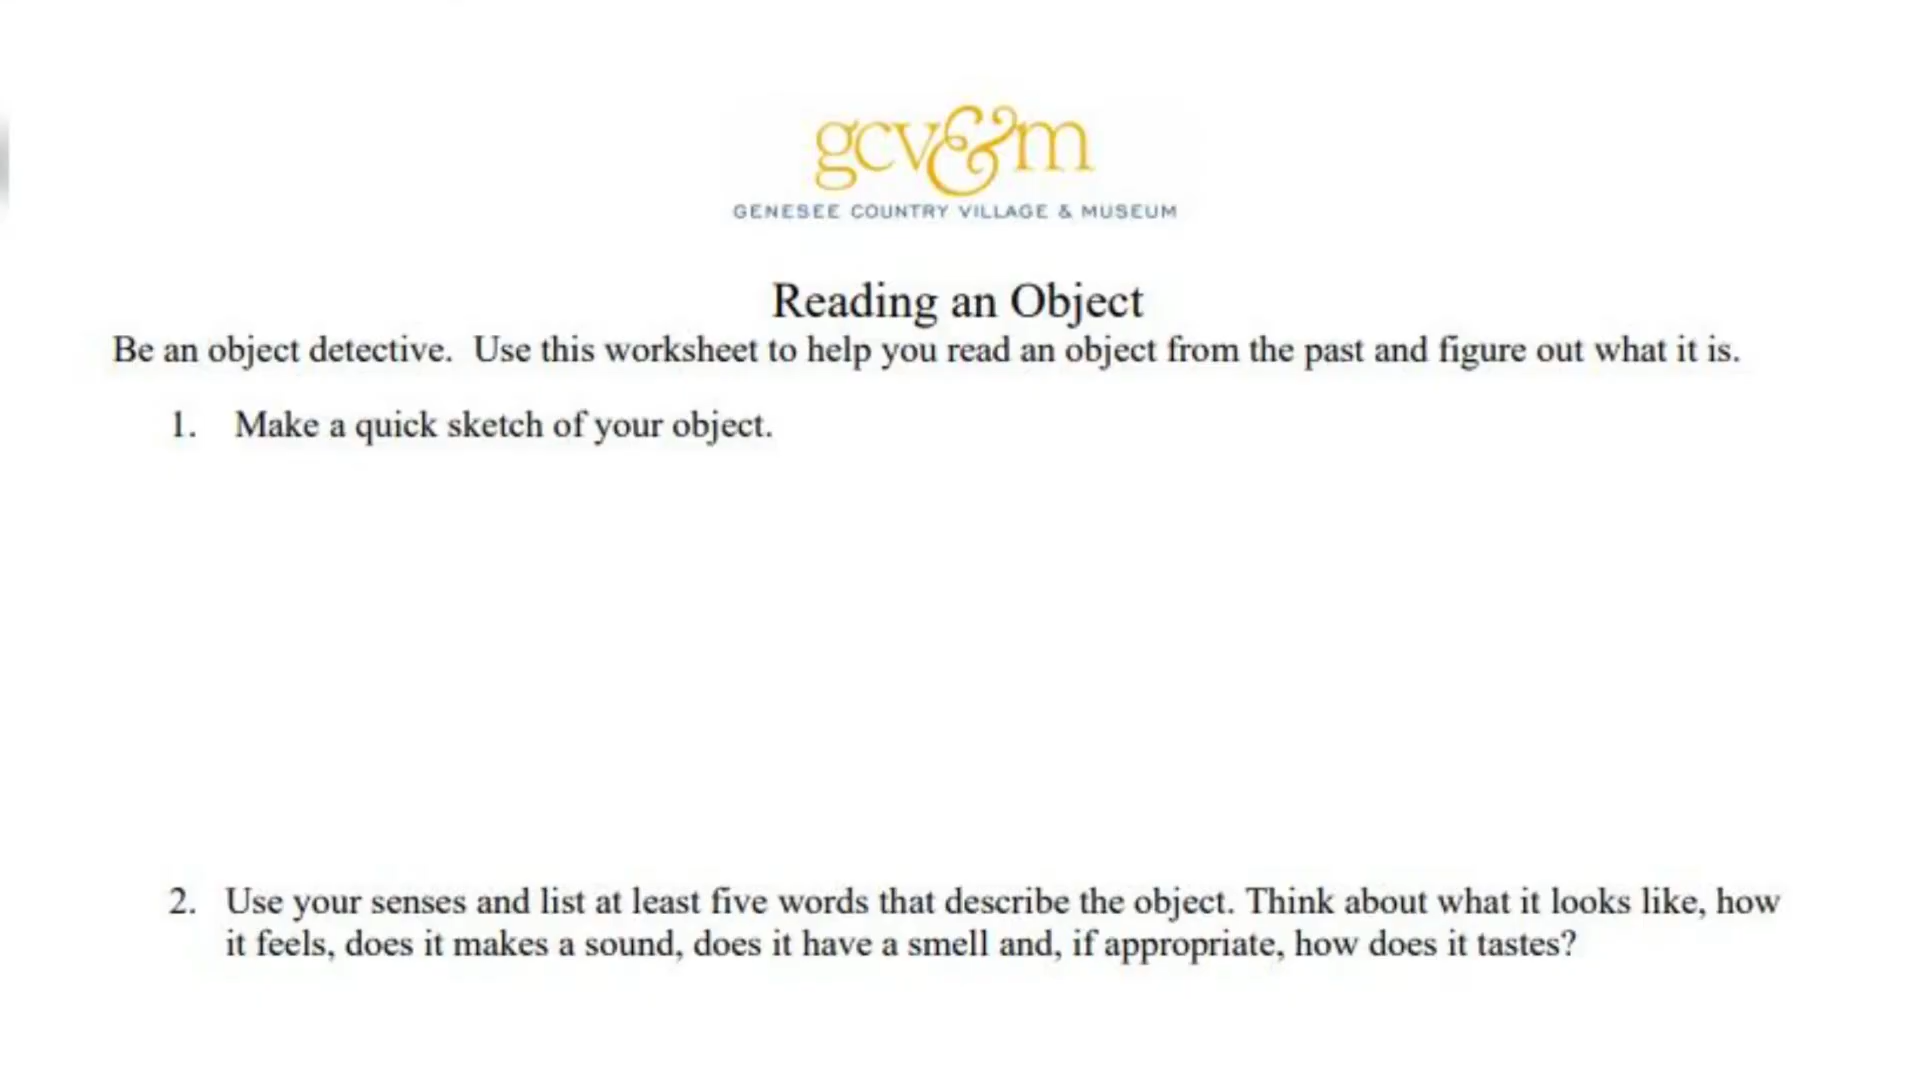 gcv&m
GENESEE COUNTRY VILLAGE & MUSEUM
Reading an Object
Be an object detective. Use this worksheet to help you read an object from the past and figure out what it is.
1. Make a quick sketch of your object.
2. Use your senses and list at least five words that describe the object. Think about what it looks like, how
it feels, does it makes a sound, does it have a smell and, if appropriate, how does it tastes?